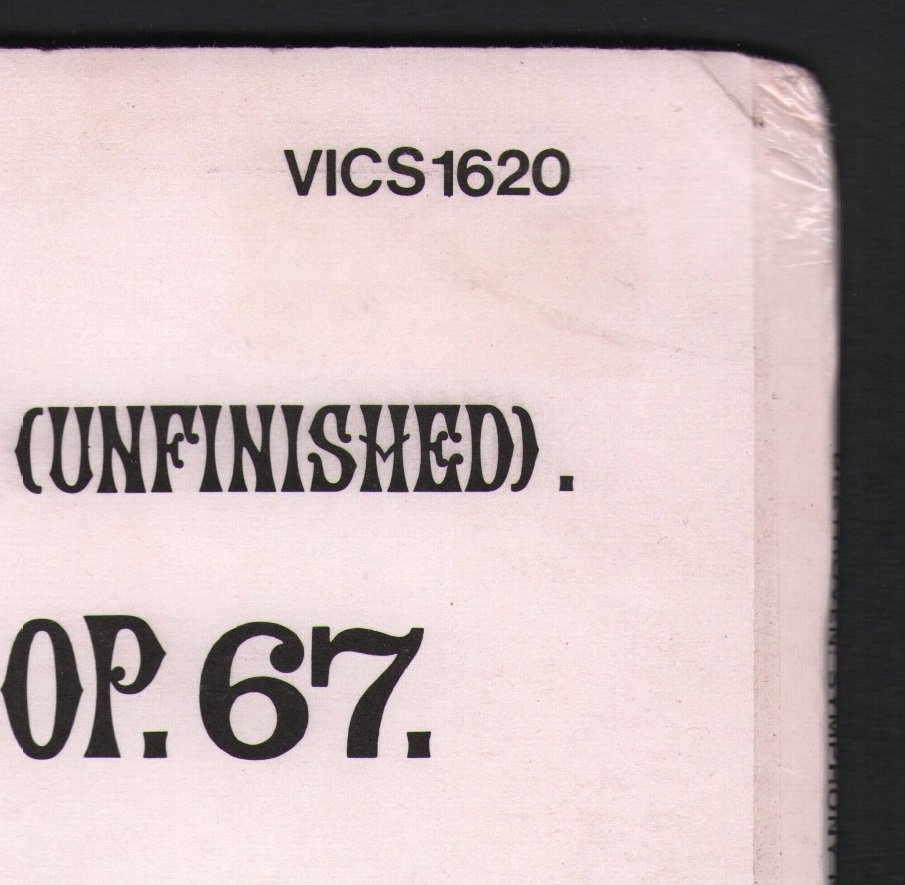 VICS 1620
(UNFINISHED).
OP. 67.